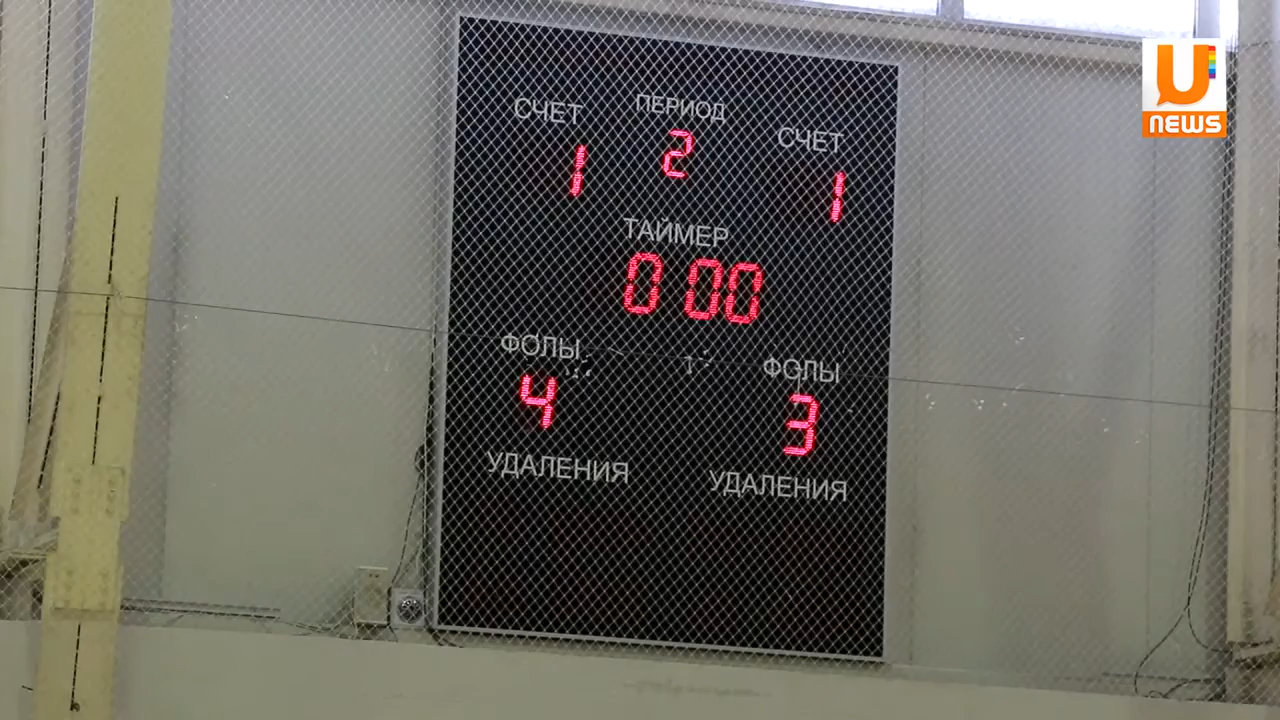 U
NEWS
СЧЕТ ПЕРИОД СЧЕТ
1 2 1
ТАЙМЕР
0 00
ФОЛЫ ФОЛЫ
4 3
УДАЛЕНИЯ УДАЛЕНИЯ